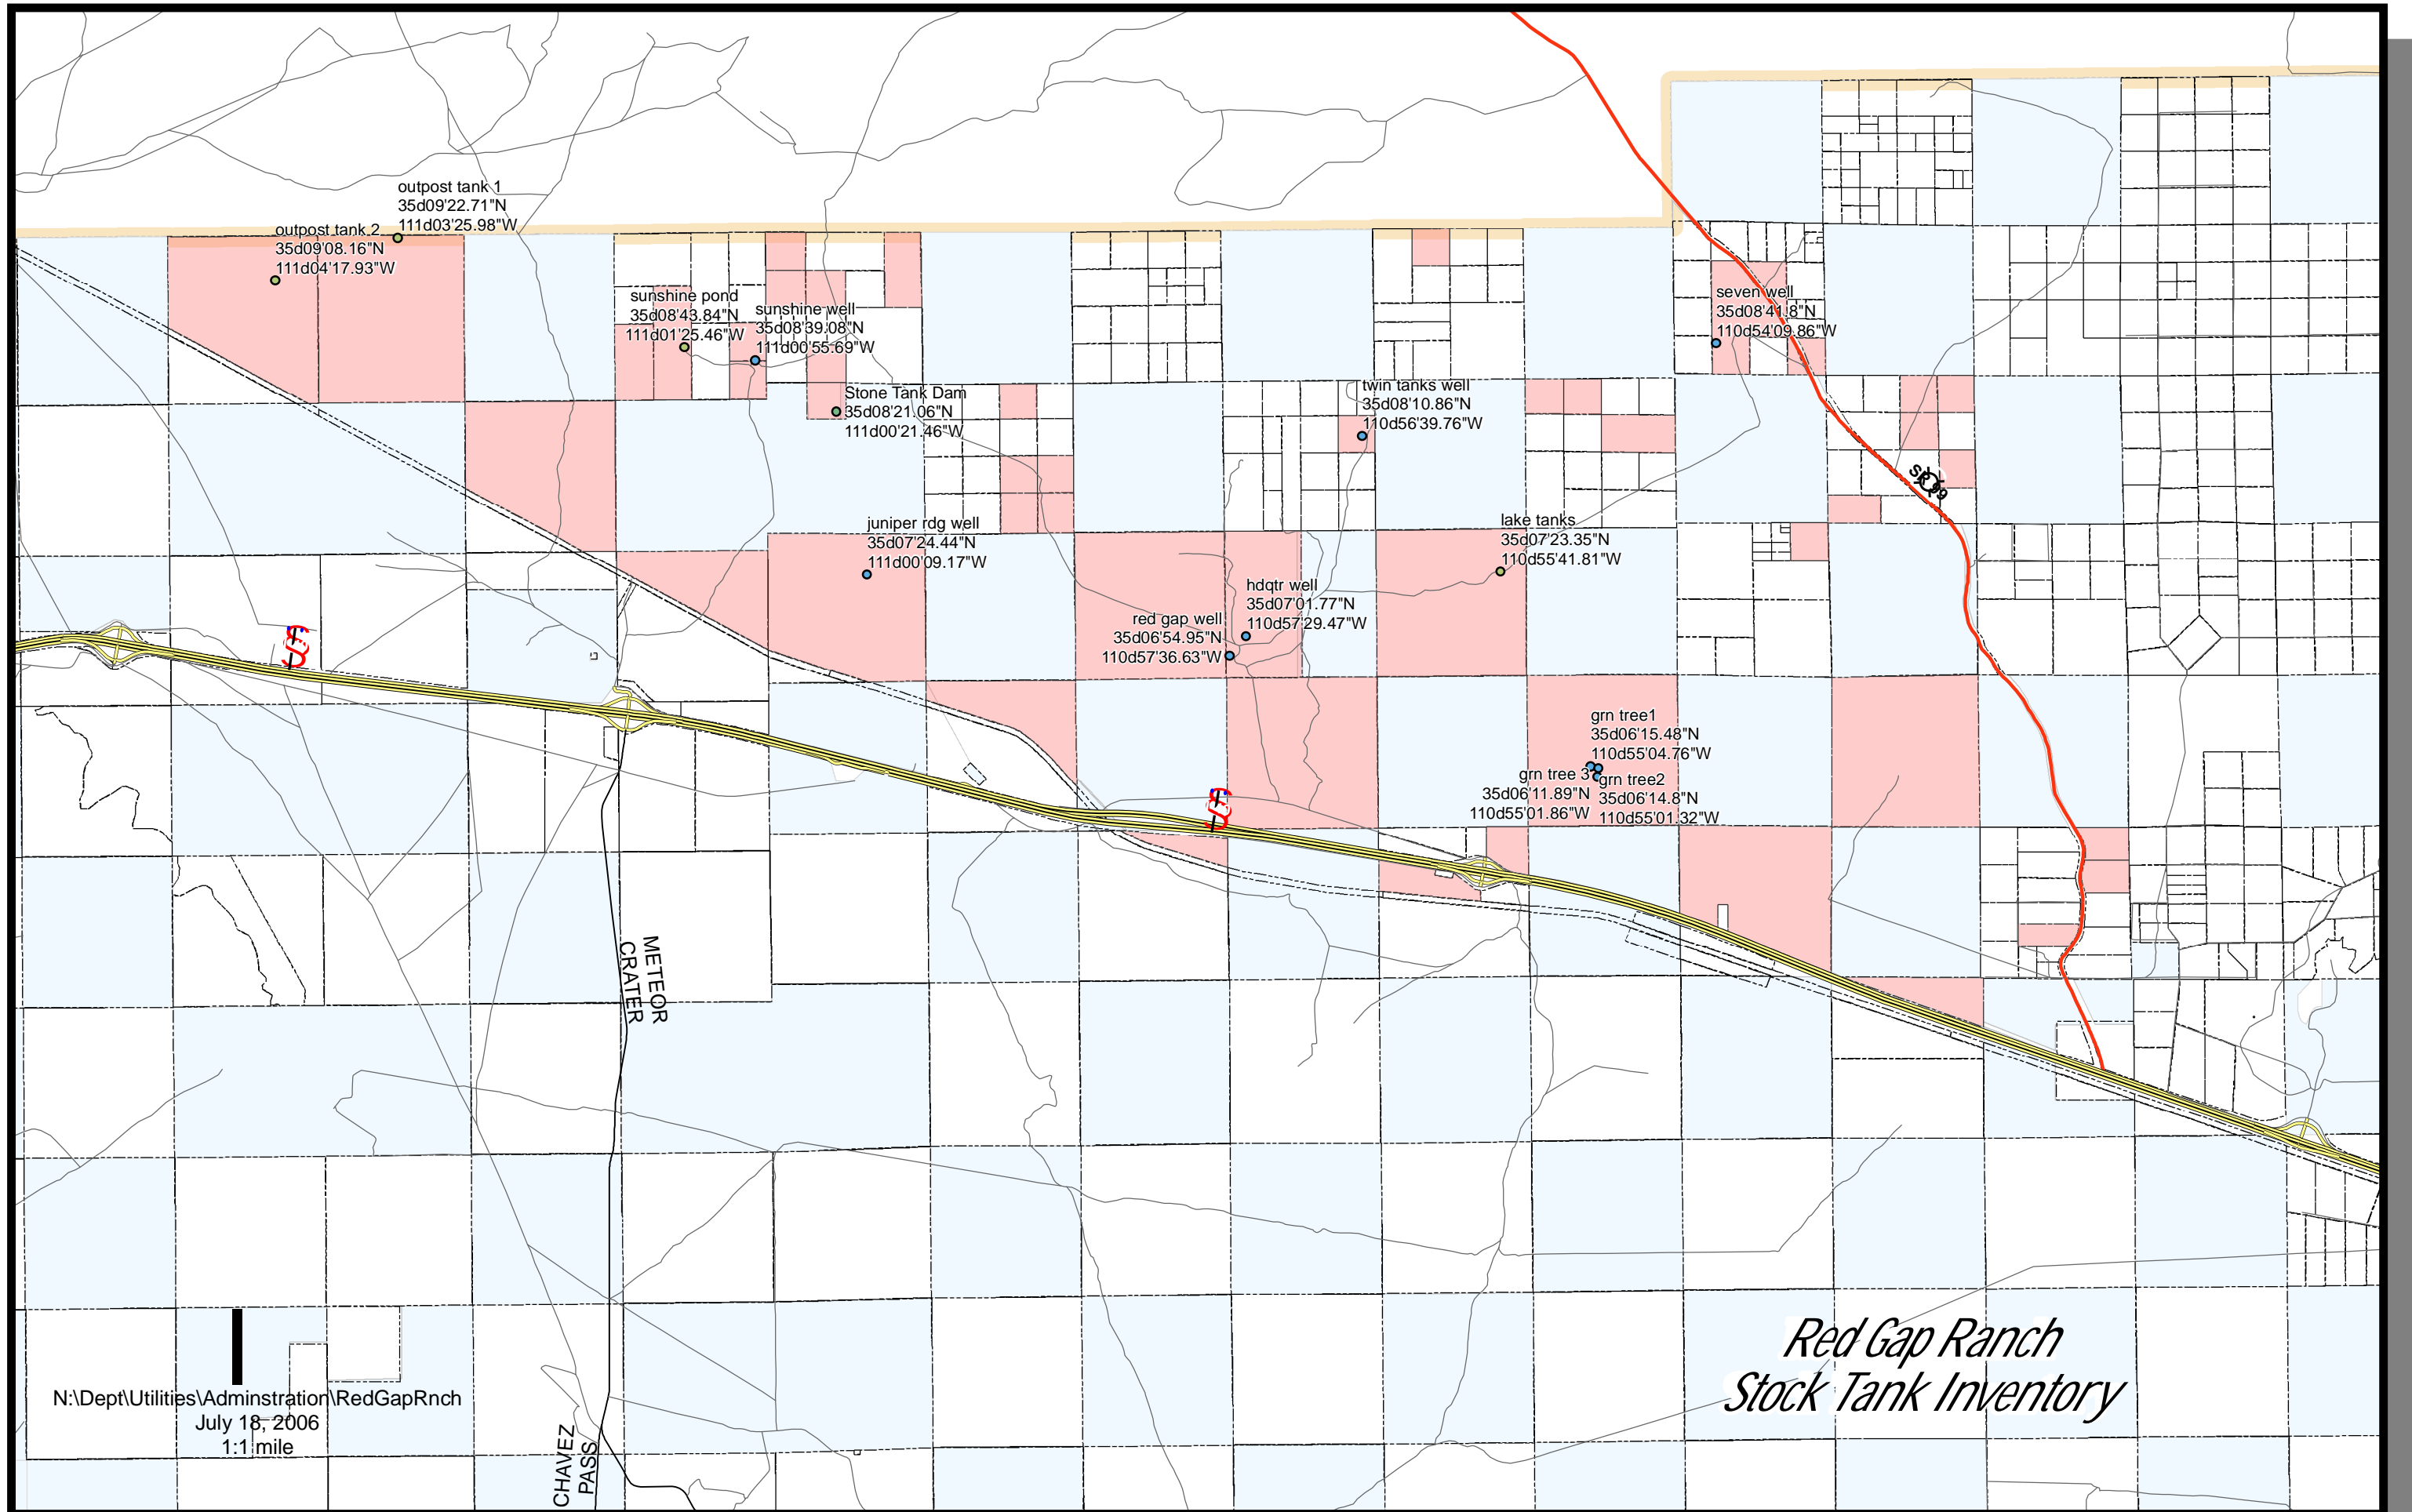 outpost tank 1
35d09'22.71"N
111d03'25.98"W
outpost tank 2
35d09'08.16"N
111d04'17.93"W
sunshine pond
35d08'43.84"N
111d01'25.46"W
sunshine well
35d08'39.08"N
111d00'55.69"W
seven well
35d08'41.8"N
110d54'09.86"W
Stone Tank Dam
35d08'21.06"N
111d00'21.46"W
twin tanks well
35d08'10.86"N
110d56'39.76"W
SR 99
juniper rdg well
35d07'24.44"N
111d00'09.17"W
lake tanks
35d07'23.35"N
110d55'41.81"W
hdqtr well
35d07'01.77"N
110d57'29.47"W
red gap well
35d06'54.95"N
110d57'36.63"W
grn tree1
35d06'15.48"N
110d55'04.76"W
grn tree 3
35d06'11.89"N
110d55'01.86"W
grn tree2
35d06'14.8"N
110d55'01.32"W
METEOR
CRATER
Red Gap Ranch
Stock Tank Inventory
N:\Dept\Utilities\Adminstration\RedGapRnch
July 18, 2006
1:1 mile
CHAVEZ
PASS